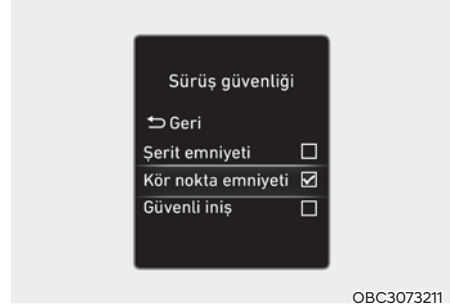 Sürüş güvenliği
Geri
Şerit emniyeti
Kör nokta emniyeti
Güvenli iniş
OBC3073211